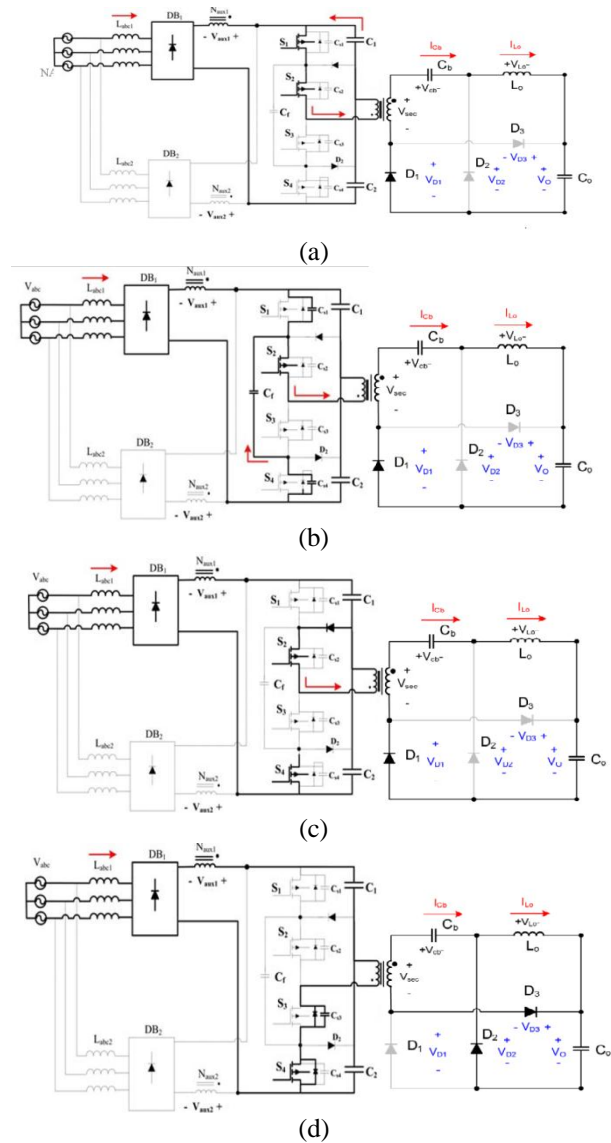 DB₁ Nₐᵤₓ₁
Labc1
- Vaux1 +
S₁ Cs1 C₁
S₂ Cs2
Cf
S₃ Cs3
D₂
S₄ Cs4 C₂
Labc2 DB₂
Naux2
- Vaux2 +
ICb ILo
Cb +VLo-
+Vcb- Lo
+
Vsec
-
D₃
- VD3 +
D₁ + VD1 - D₂ + VD2 - + VO - Co
(a)
Vabc Labc1 DB₁ Naux1
- Vaux1 +
S₁ Cs1 C₁
S₂ Cs2
Cf
S₃ Cs3
D₂
S₄ Cs4 C₂
Labc2 DB₂
Naux2
- Vaux2 +
ICb ILo
Cb +VLo-
+Vcb- Lo
+
Vsec
-
D₃
- VD3 +
D₁ + VD1 - D₂ + VD2 - + VO - Co
(b)
Vabc Labc1 DB₁ Naux1
- Vaux1 +
S₁ Cs1 C₁
S₂ Cs2
Cf
S₃ Cs3
D₂
S₄ Cs4 C₂
Labc2 DB₂
Naux2
- Vaux2 +
ICb ILo
Cb +VLo-
+Vcb- Lo
+
Vsec
-
D₃
- VD3 +
D₁ + VD1 - D₂ + VD2 - + VO - Co
(c)
Vabc Labc1 DB₁ Naux1
- Vaux1 +
S₁ Cs1 C₁
S₂ Cs2
Cf
S₃ Cs3
D₂
S₄ Cs4 C₂
Labc2 DB₂
Naux2
- Vaux2 +
ICb ILo
Cb +VLo-
+Vcb- Lo
+
Vsec
-
D₃
- VD3 +
D₁ + VD1 - D₂ + VD2 - + VO - Co
(d)